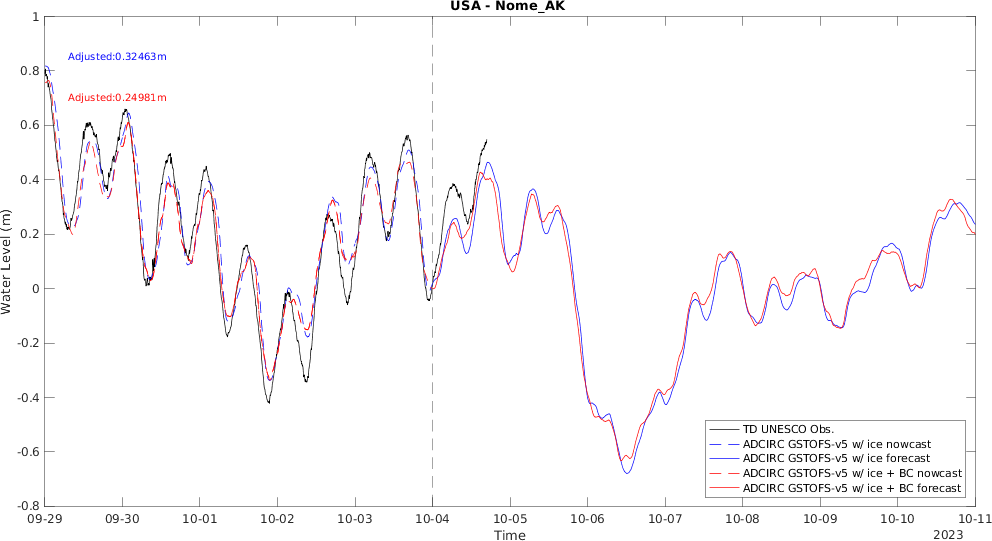 USA - Nome_AK
Adjusted:0.32463m
Adjusted:0.24981m
Water Level (m)
1
0.8
0.6
0.4
0.2
0
-0.2
-0.4
-0.6
-0.8
TD UNESCO Obs.
ADCIRC GSTOFS-v5 w/ ice nowcast
ADCIRC GSTOFS-v5 w/ ice forecast
ADCIRC GSTOFS-v5 w/ ice + BC nowcast
ADCIRC GSTOFS-v5 w/ ice + BC forecast
09-29 09-30 10-01 10-02 10-03 10-04 10-05 10-06 10-07 10-08 10-09 10-10 10-11
Time
2023